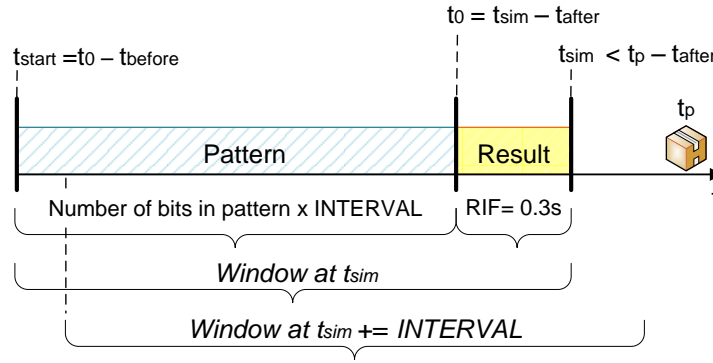 t0 = tsim – tafter
tstart =t0 – tbefore
tsim < tp – tafter
tp
Pattern
Result
Number of bits in pattern x INTERVAL
RIF= 0.3s
Window at tsim
Window at tsim += INTERVAL